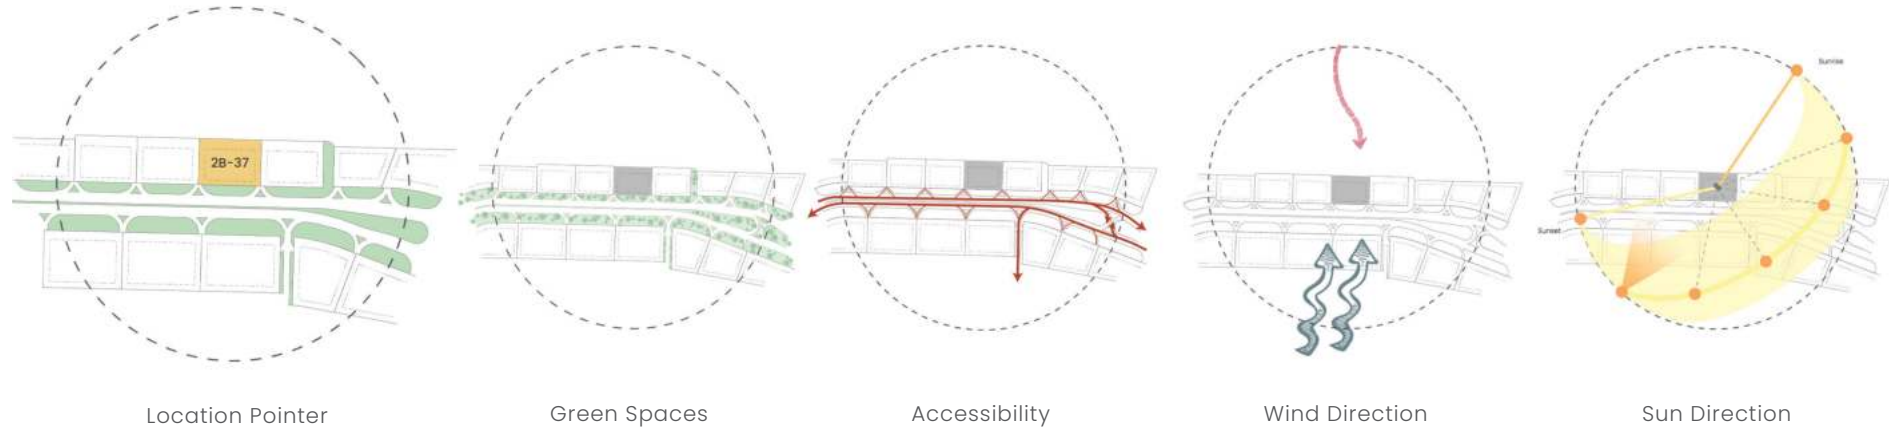 Sunrise
2B-37
Sunset
Location Pointer
Green Spaces
Accessibility
Wind Direction
Sun Direction